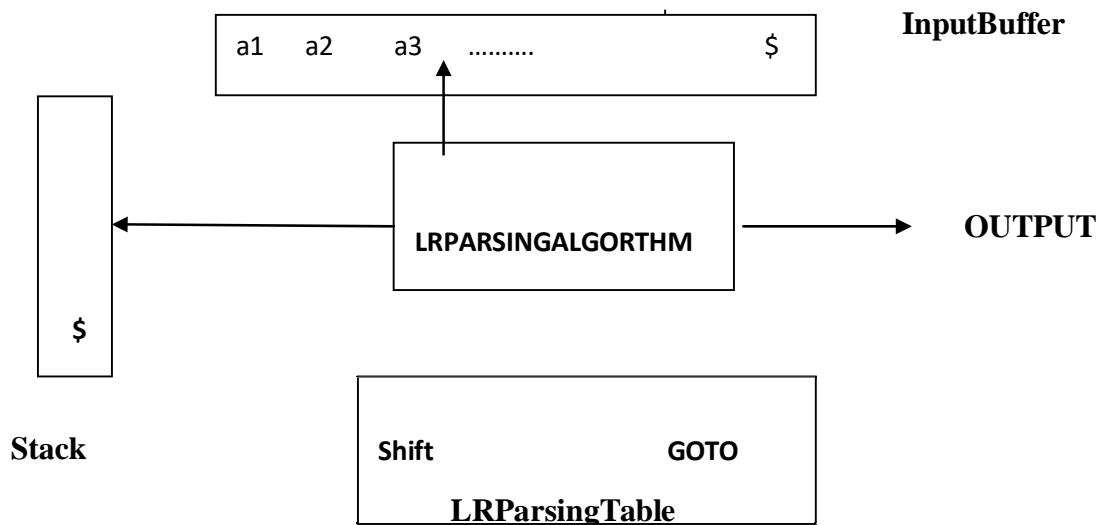 InputBuffer
a1 a2 a3 .......... $
LRPARSINGALGORTHM
OUTPUT
$
Stack
Shift GOTO
LRParsingTable